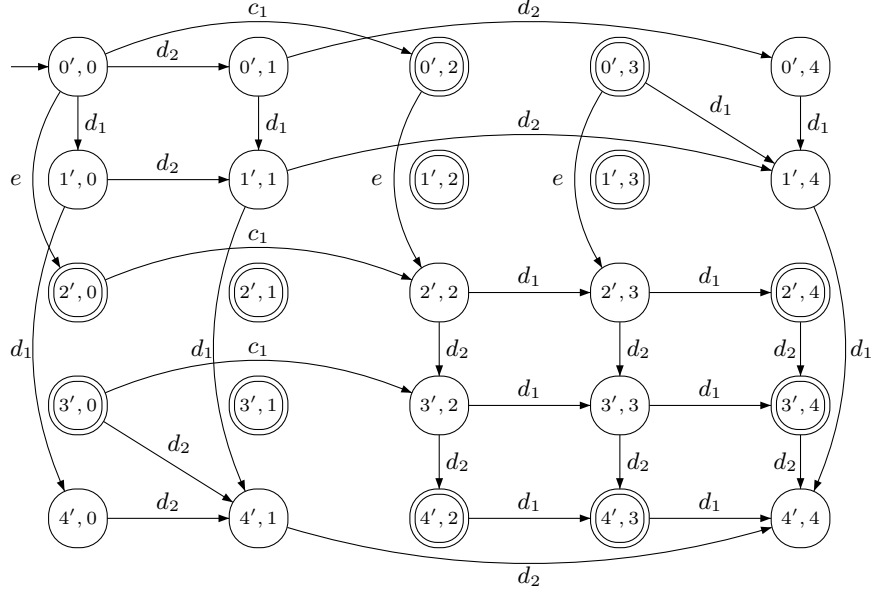 c₁ d₂
0′, 0 d₂ 0′, 1 0′, 2 0′, 3 0′, 4
d₁ d₁ d₂ d₁ d₁
e 1′, 0 d₂ 1′, 1 e 1′, 2 e 1′, 3 1′, 4
c₁
2′, 0 2′, 1 2′, 2 d₁ 2′, 3 d₁ 2′, 4
d₁ d₁ c₁ d₂ d₂ d₂ d₁
3′, 0 3′, 1 3′, 2 d₁ 3′, 3 d₁ 3′, 4
d₂ d₂ d₂ d₂
4′, 0 d₂ 4′, 1 4′, 2 d₁ 4′, 3 d₁ 4′, 4
d₂